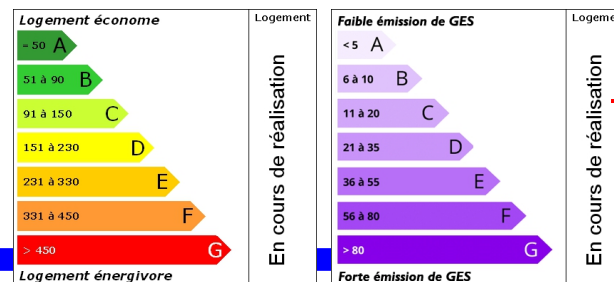 Logement économe
Logement
= 50 A
51 à 90 B
91 à 150 C
151 à 230 D
231 à 330 E
331 à 450 F
> 450 G
Logement énergivore
En cours de réalisation
Faible émission de GES
Logeme
< 5 A
6 à 10 B
11 à 20 C
21 à 35 D
36 à 55 E
56 à 80 F
> 80 G
Forte émission de GES
En cours de réalisation